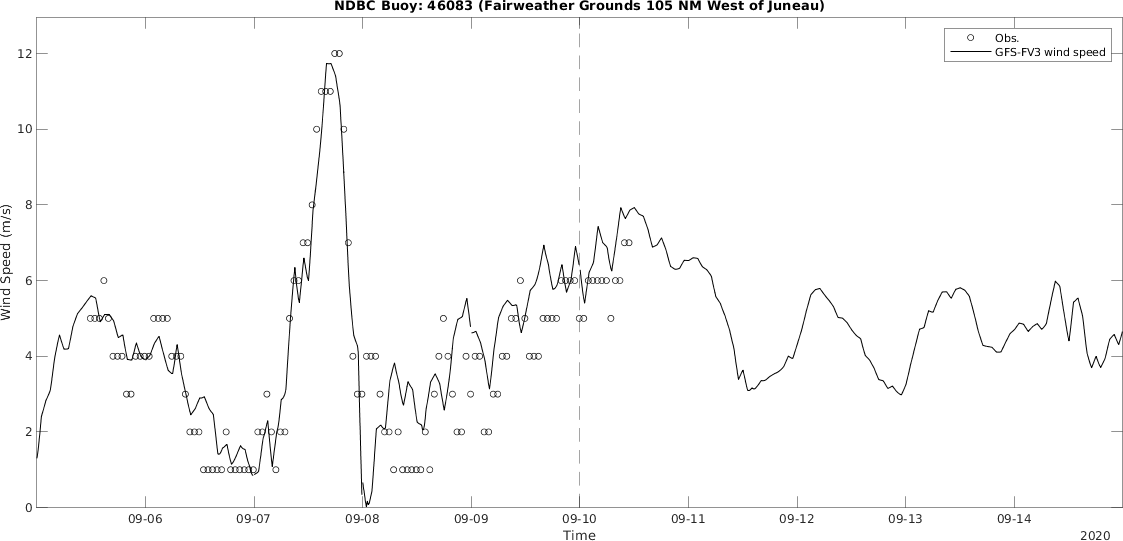 NDBC Buoy: 46083 (Fairweather Grounds 105 NM West of Juneau)
Obs.
GFS-FV3 wind speed
12
10
8
6
4
2
0
Wind Speed (m/s)
09-06 09-07 09-08 09-09 09-10 09-11 09-12 09-13 09-14
Time
2020